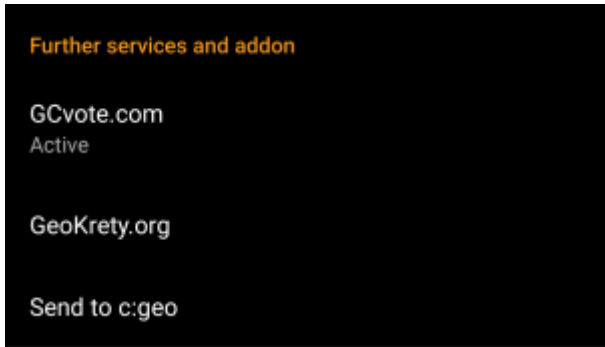 Further services and addon
GCvote.com
Active
GeoKrety.org
Send to c:geo